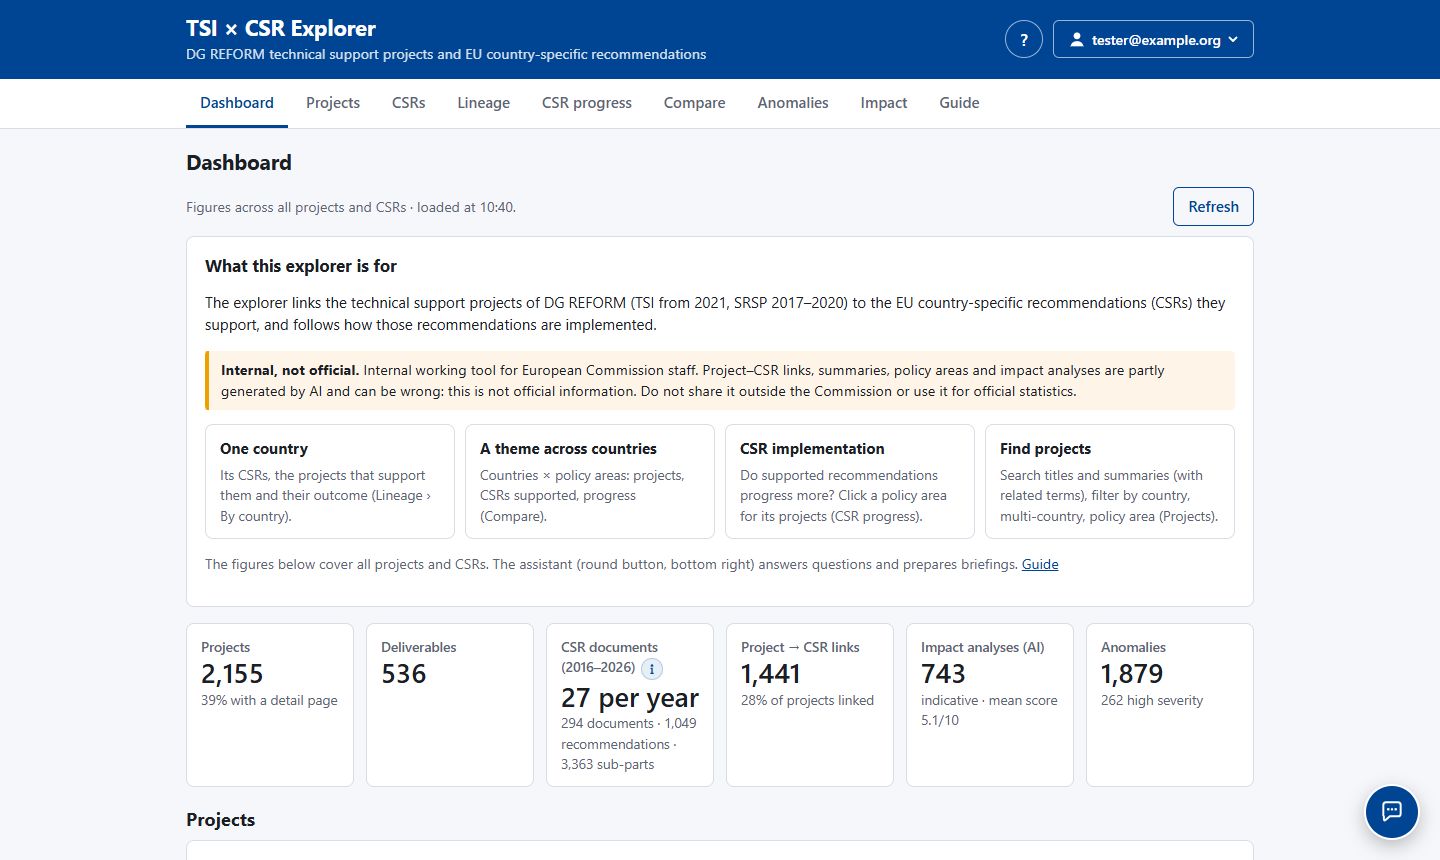 TSI × CSR Explorer
DG REFORM technical support projects and EU country-specific recommendations
?
tester@example.org
Dashboard
Projects
CSRs
Lineage
CSR progress
Compare
Anomalies
Impact
Guide
Dashboard
Figures across all projects and CSRs · loaded at 10:40.
Refresh
What this explorer is for
The explorer links the technical support projects of DG REFORM (TSI from 2021, SRSP 2017–2020) to the EU country-specific recommendations (CSRs) they
support, and follows how those recommendations are implemented.
Internal, not official. Internal working tool for European Commission staff. Project–CSR links, summaries, policy areas and impact analyses are partly
generated by AI and can be wrong: this is not official information. Do not share it outside the Commission or use it for official statistics.
One country
Its CSRs, the projects that support
them and their outcome (Lineage ›
By country).
A theme across countries
Countries × policy areas: projects,
CSRs supported, progress
(Compare).
CSR implementation
Do supported recommendations
progress more? Click a policy area
for its projects (CSR progress).
Find projects
Search titles and summaries (with
related terms), filter by country,
multi-country, policy area (Projects).
The figures below cover all projects and CSRs. The assistant (round button, bottom right) answers questions and prepares briefings. Guide
Projects
2,155
39% with a detail page
Deliverables
536
CSR documents
(2016–2026) i
27 per year
294 documents · 1,049
recommendations ·
3,363 sub-parts
Project → CSR links
1,441
28% of projects linked
Impact analyses (AI)
743
indicative · mean score
5.1/10
Anomalies
1,879
262 high severity
Projects